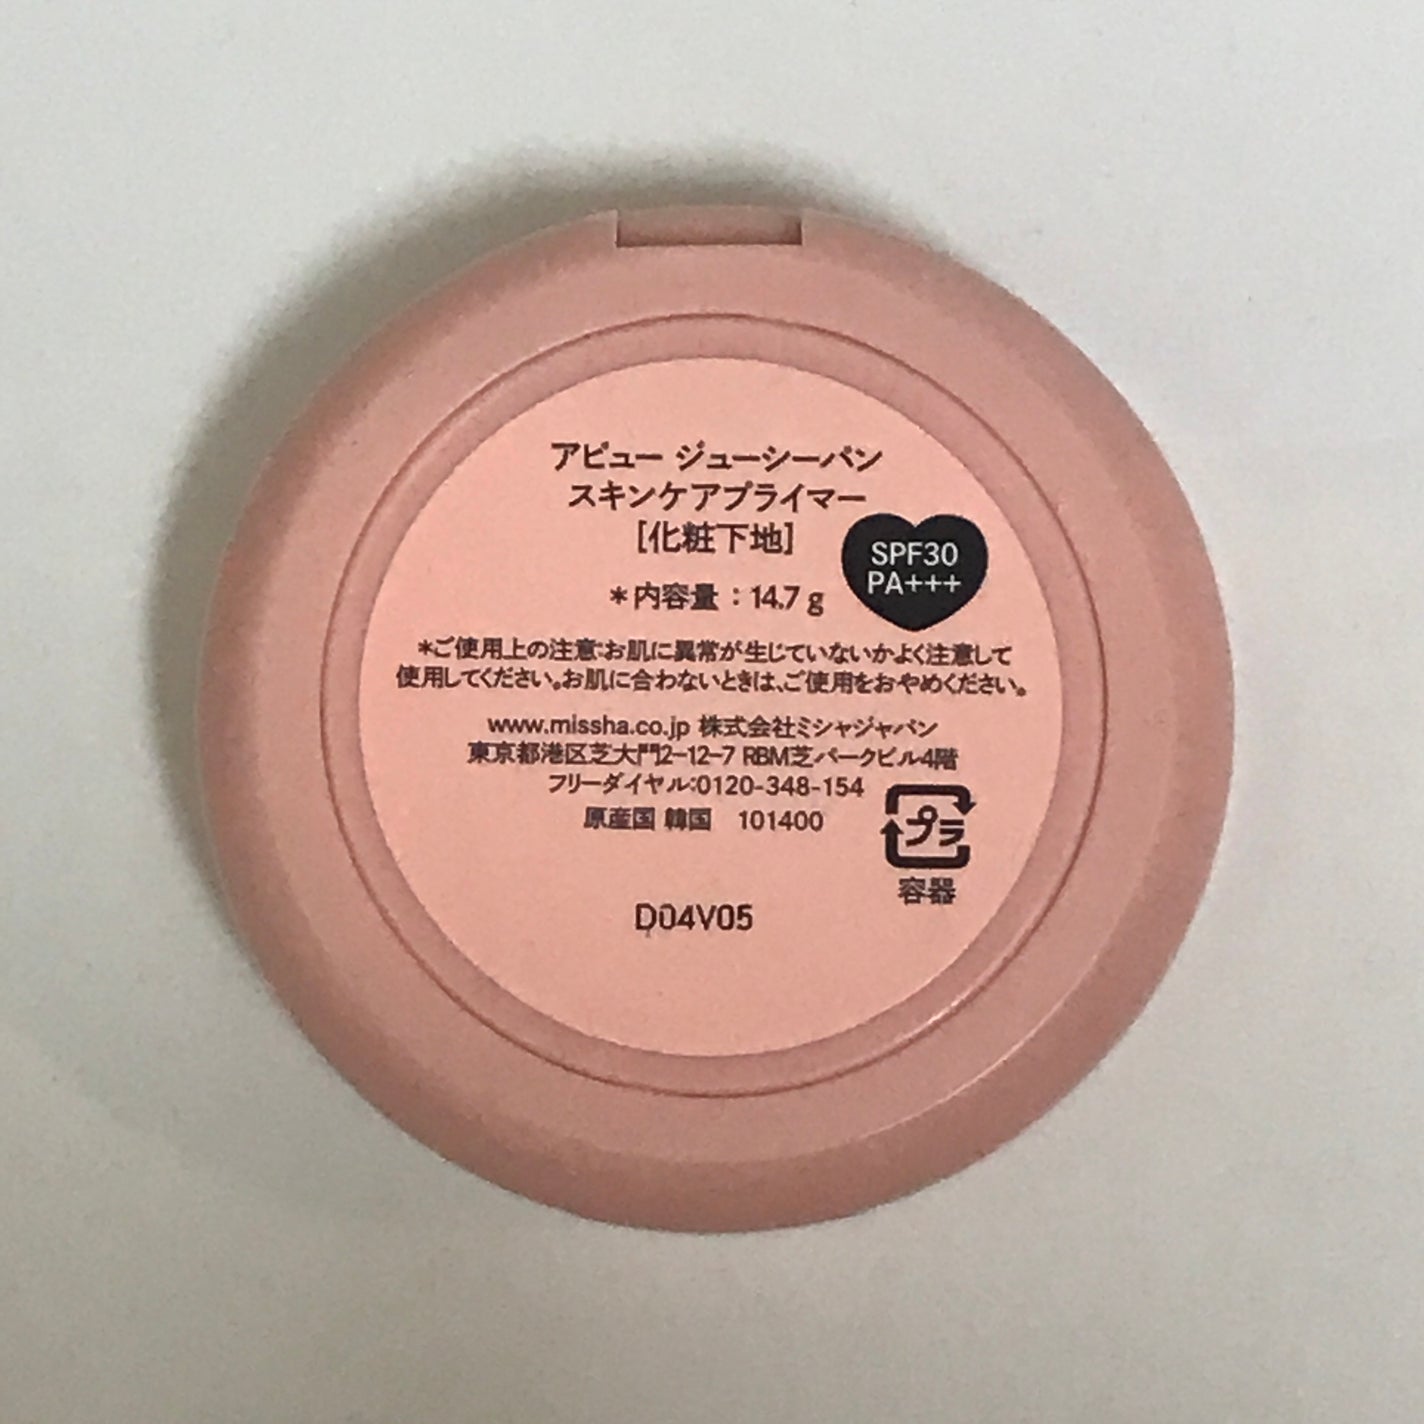 アピュー ジューシーパン
スキンケアプライマー
[化粧下地]
SPF30
PA+++
*内容量：14.7 g
*ご使用上の注意:お肌に異常が生じていないかよく注意して
使用してください。お肌に合わないときは、ご使用をおやめください。
www.missha.co.jp 株式会社ミシャジャパン
東京都港区芝大門2-12-7 RBM芝パークビル4階
フリーダイヤル:0120-348-154
原産国 韓国 101400
プラ
容器
D04V05